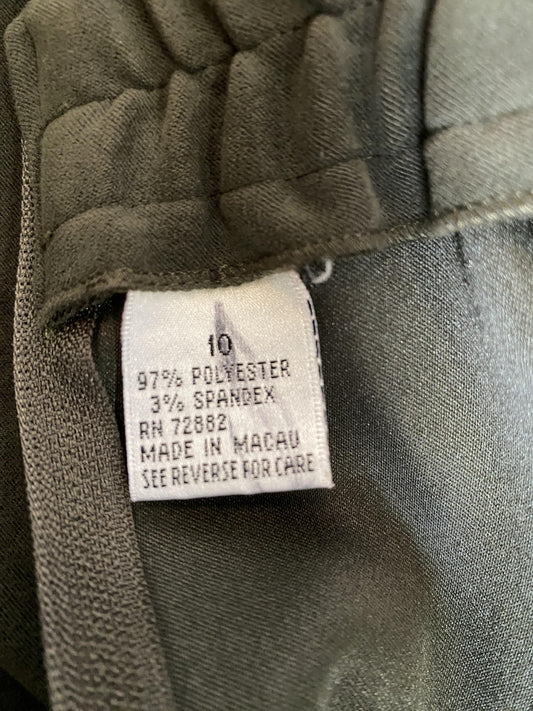 10
97% POLYESTER
3% SPANDEX
RN 72882
MADE IN MACAU
SEE REVERSE FOR CARE